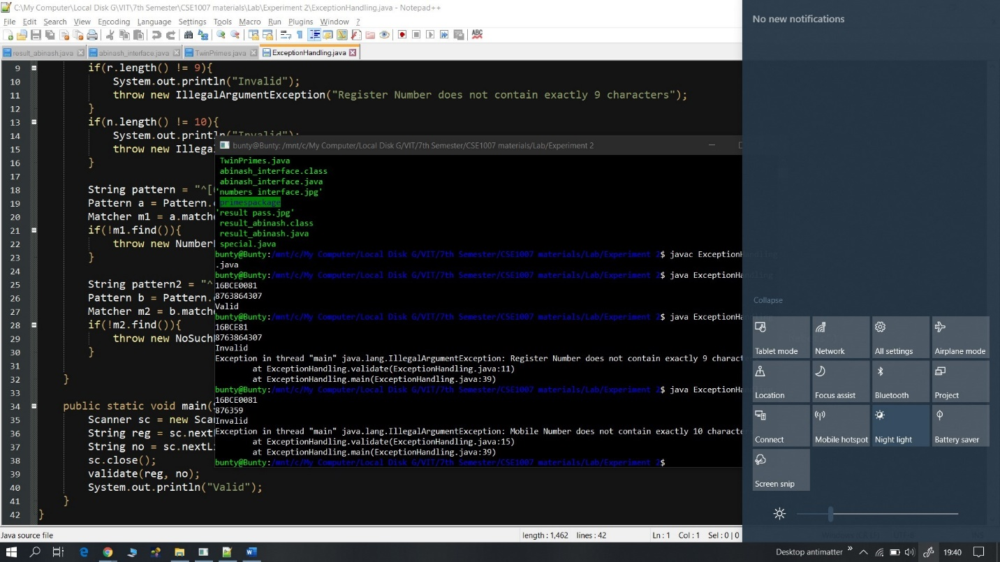 C:\My Computer\Local Disk G\VIT\7th Semester\CSE1007 materials\Lab\Experiment 2\ExceptionHandling.java - Notepad++
File Edit Search View Encoding Language Settings Tools Macro Run Plugins Window ?
result_abinash.java abinash_interface.java TwinPrimes.java ExceptionHandling.java
9 if(r.length() != 9){
10 System.out.println("Invalid");
11 throw new IllegalArgumentException("Register Number does not contain exactly 9 characters");
12 }
13 if(n.length() != 10){
14 System.out.println("Invalid");
15 throw new Illega
16 }
17
18 String pattern = "^[
19 Pattern a = Pattern.
20 Matcher m1 = a.matche
21 if(!m1.find()){
22 throw new Number
23 }
24
25 String pattern2 = "^
26 Pattern b = Pattern.
27 Matcher m2 = b.matche
28 if(!m2.find()){
29 throw new NoSuch
30 }
31
32 }
33
34 public static void main(
35 Scanner sc = new Scan
36 String reg = sc.next
37 String no = sc.nextLi
38 sc.close();
39 validate(reg, no);
40 System.out.println("Valid");
41 }
42 }
Java source file length : 1,462 lines : 42 Ln : 1 Col : 1 Sel : 0 | 0
bunty@Bunty: /mnt/c/My Computer/Local Disk G/VIT/7th Semester/CSE1007 materials/Lab/Experiment 2
TwinPrimes.java
abinash_interface.class
abinash_interface.java
'numbers interface.jpg'
primespackage
'result pass.jpg'
result_abinash.class
result_abinash.java
special.java
bunty@Bunty:/mnt/c/My Computer/Local Disk G/VIT/7th Semester/CSE1007 materials/Lab/Experiment 2$ javac ExceptionHandling
.java
bunty@Bunty:/mnt/c/My Computer/Local Disk G/VIT/7th Semester/CSE1007 materials/Lab/Experiment 2$ java ExceptionHandling
16BCE0081
8763864307
Valid
bunty@Bunty:/mnt/c/My Computer/Local Disk G/VIT/7th Semester/CSE1007 materials/Lab/Experiment 2$ java ExceptionHa
16BCE81
8763864307
Invalid
Exception in thread "main" java.lang.IllegalArgumentException: Register Number does not contain exactly 9 charact
at ExceptionHandling.validate(ExceptionHandling.java:11)
at ExceptionHandling.main(ExceptionHandling.java:39)
bunty@Bunty:/mnt/c/My Computer/Local Disk G/VIT/7th Semester/CSE1007 materials/Lab/Experiment 2$ java ExceptionHa
16BCE0081
876359
Invalid
Exception in thread "main" java.lang.IllegalArgumentException: Mobile Number does not contain exactly 10 characte
at ExceptionHandling.validate(ExceptionHandling.java:15)
at ExceptionHandling.main(ExceptionHandling.java:39)
bunty@Bunty:/mnt/c/My Computer/Local Disk G/VIT/7th Semester/CSE1007 materials/Lab/Experiment 2$
No new notifications
Collapse
Tablet mode Network All settings Airplane mode
Location Focus assist Bluetooth Project
Connect Mobile hotspot Night light Battery saver
Screen snip
Desktop antimatter » 19:40